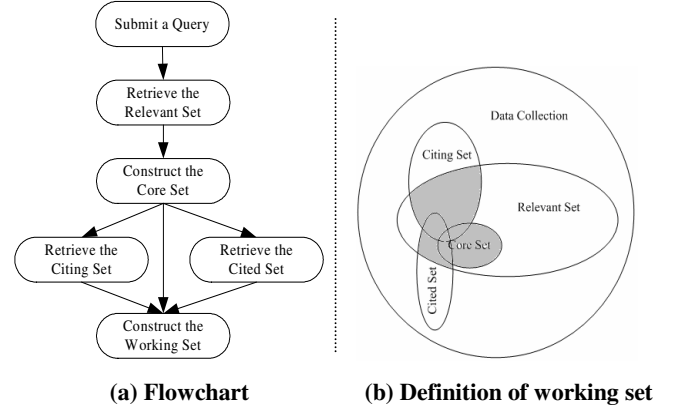 Submit a Query
Retrieve the
Relevant Set
Construct the
Core Set
Retrieve the
Citing Set
Retrieve the
Cited Set
Construct the
Working Set
(a) Flowchart
Data Collection
Citing Set
Relevant Set
Core Set
Cited Set
(b) Definition of working set